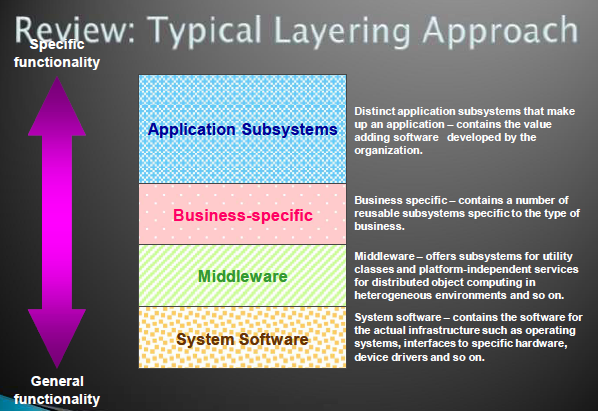 Review: Typical Layering Approach
Specific
functionality
Application Subsystems
Distinct application subsystems that make
up an application – contains the value
adding software developed by the
organization.
Business-specific
Business specific – contains a number of
reusable subsystems specific to the type of
business.
Middleware
Middleware – offers subsystems for utility
classes and platform-independent services
for distributed object computing in
heterogeneous environments and so on.
System Software
System software – contains the software for
the actual infrastructure such as operating
systems, interfaces to specific hardware,
device drivers and so on.
General
functionality